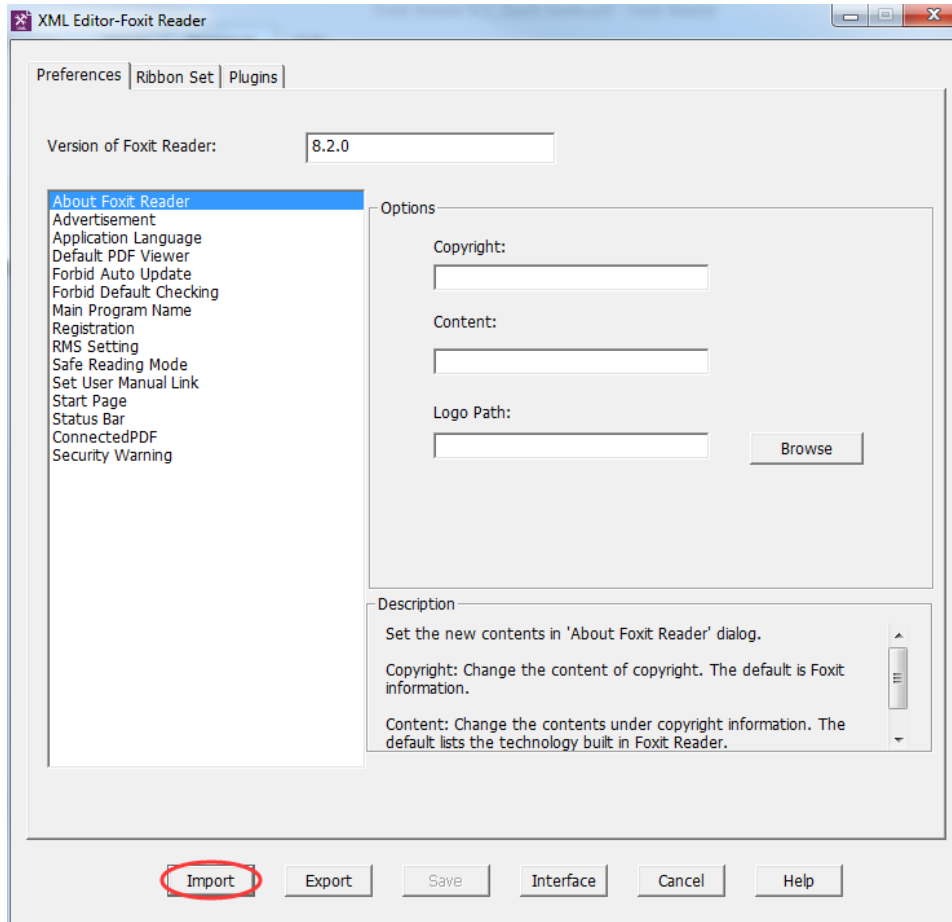 XML Editor-Foxit Reader
Preferences Ribbon Set Plugins
Version of Foxit Reader: 8.2.0
About Foxit Reader
Advertisement
Application Language
Default PDF Viewer
Forbid Auto Update
Forbid Default Checking
Main Program Name
Registration
RMS Setting
Safe Reading Mode
Set User Manual Link
Start Page
Status Bar
ConnectedPDF
Security Warning
Options
Copyright:
Content:
Logo Path:
Browse
Description
Set the new contents in 'About Foxit Reader' dialog.
Copyright: Change the content of copyright. The default is Foxit
information.
Content: Change the contents under copyright information. The
default lists the technology built in Foxit Reader.
Import Export Save Interface Cancel Help